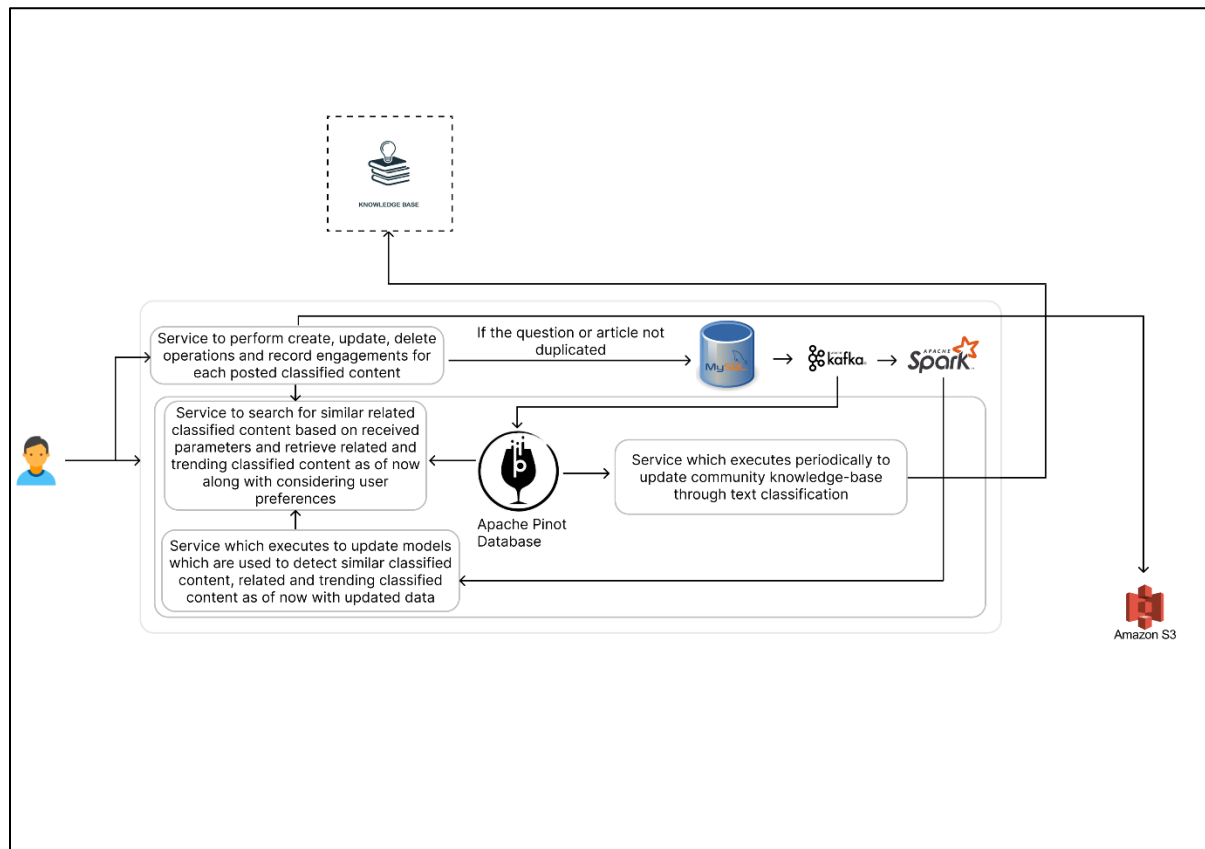 KNOWLEDGE BASE
Service to perform create, update, delete
operations and record engagements for
each posted classified content
If the question or article not
duplicated
MySQL
kafka
APACHE
Spark
Service to search for similar related
classified content based on received
parameters and retrieve related and
trending classified content as of now
along with considering user
preferences
p
Apache Pinot
Database
Service which executes periodically to
update community knowledge-base
through text classification
Service which executes to update models
which are used to detect similar classified
content, related and trending classified
content as of now with updated data
Amazon S3